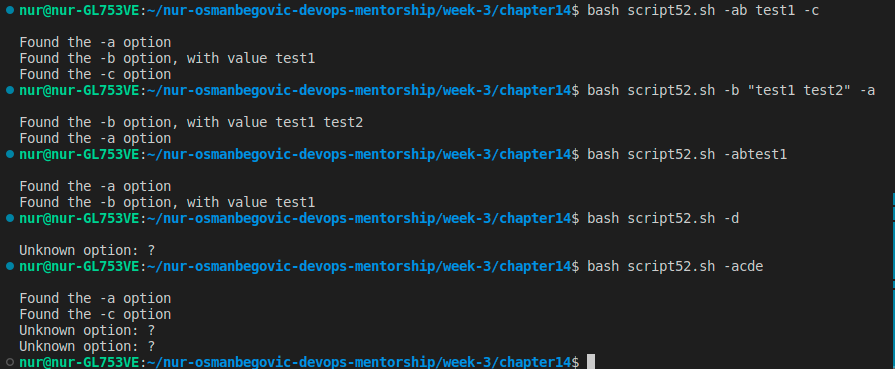 nur@nur-GL753VE:~/nur-osmanbegovic-devops-mentorship/week-3/chapter14$ bash script52.sh -ab test1 -c
Found the -a option
Found the -b option, with value test1
Found the -c option
nur@nur-GL753VE:~/nur-osmanbegovic-devops-mentorship/week-3/chapter14$ bash script52.sh -b "test1 test2" -a
Found the -b option, with value test1 test2
Found the -a option
nur@nur-GL753VE:~/nur-osmanbegovic-devops-mentorship/week-3/chapter14$ bash script52.sh -abtest1
Found the -a option
Found the -b option, with value test1
nur@nur-GL753VE:~/nur-osmanbegovic-devops-mentorship/week-3/chapter14$ bash script52.sh -d
Unknown option: ?
nur@nur-GL753VE:~/nur-osmanbegovic-devops-mentorship/week-3/chapter14$ bash script52.sh -acde
Found the -a option
Found the -c option
Unknown option: ?
Unknown option: ?
nur@nur-GL753VE:~/nur-osmanbegovic-devops-mentorship/week-3/chapter14$